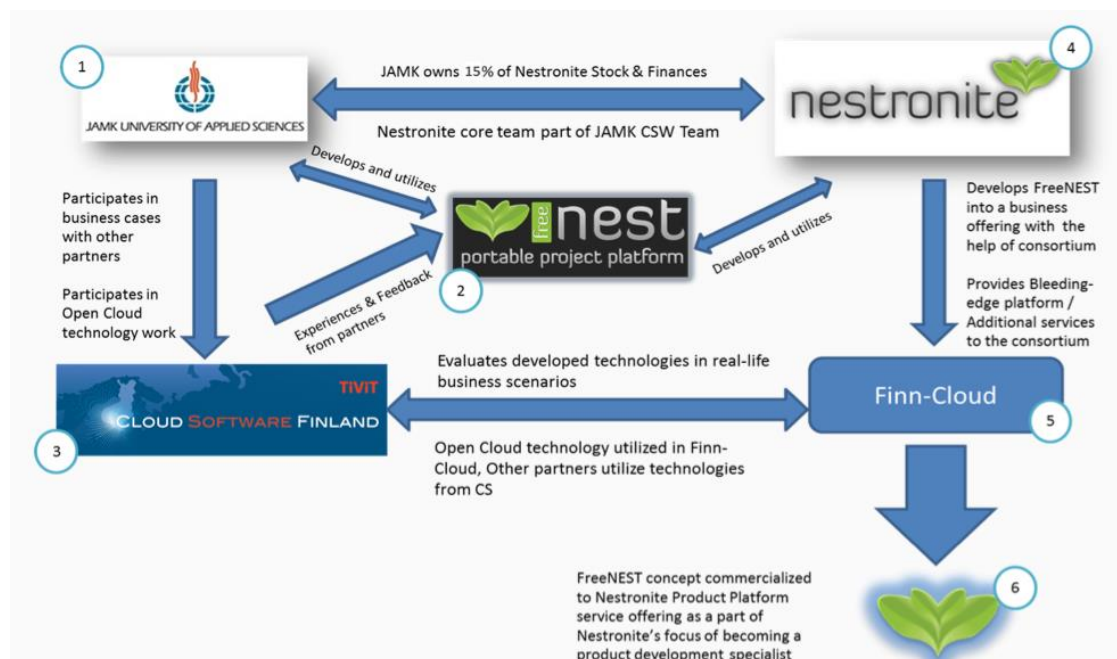 1
JAMK UNIVERSITY OF APPLIED SCIENCES
JAMK owns 15% of Nestronite Stock & Finances
Nestronite core team part of JAMK CSW Team
4
nestronite
Develops and utilizes
free
nest
portable project platform
2
Develops and utilizes
Participates in
business cases
with other
partners
Participates in
Open Cloud
technology work
Experiences & Feedback
from partners
Develops FreeNEST
into a business
offering with the
help of consortium
Provides Bleeding-
edge platform /
Additional services
to the consortium
TiViT
CLOUD SOFTWARE FINLAND
3
Evaluates developed technologies in real-life
business scenarios
Open Cloud technology utilized in Finn-
Cloud, Other partners utilize technologies
from CS
Finn-Cloud
5
FreeNEST concept commercialized
to Nestronite Product Platform
service offering as a part of
Nestronite's focus of becoming a
product development specialist
6